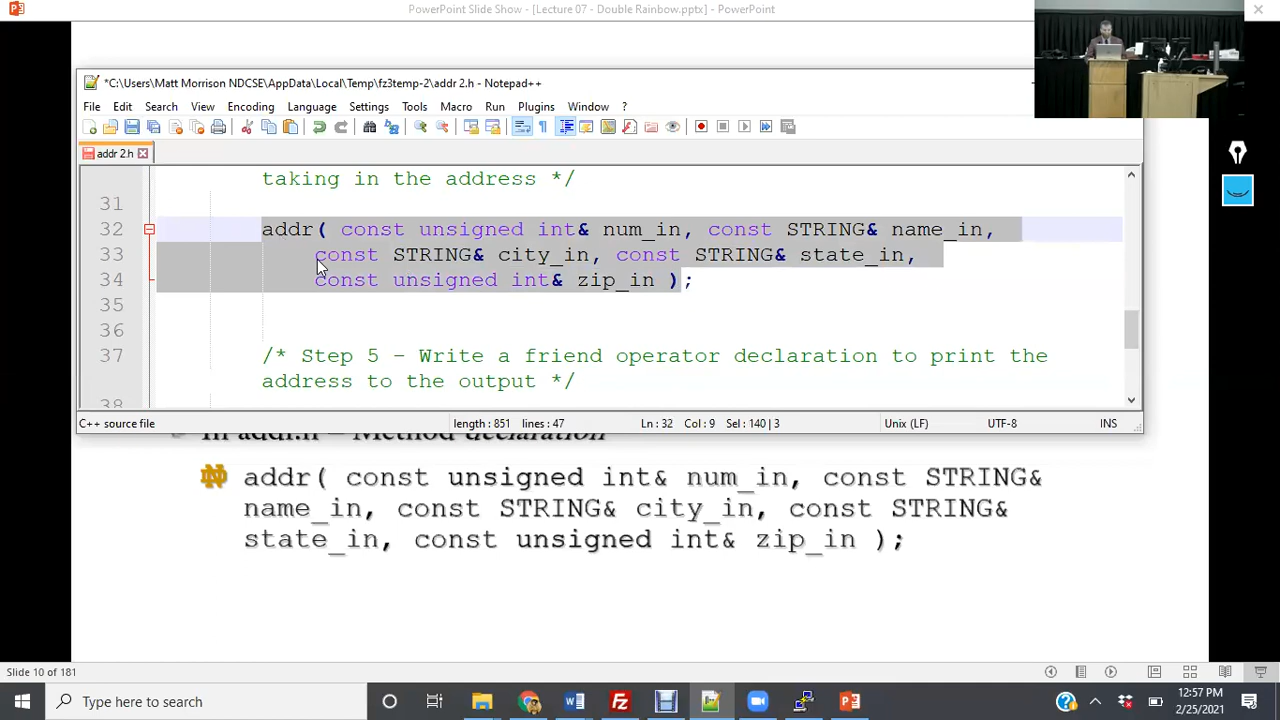 PowerPoint Slide Show - [Lecture 07 - Double Rainbow.pptx] - PowerPoint
*C:\Users\Matt Morrison NDCSE\AppData\Local\Temp\fz3temp-2\addr 2.h - Notepad++
File Edit Search View Encoding Language Settings Tools Macro Run Plugins Window ?
addr 2.h
taking in the address */
31
32 addr( const unsigned int& num_in, const STRING& name_in,
33 const STRING& city_in, const STRING& state_in,
34 const unsigned int& zip_in );
35
36
37 /* Step 5 - Write a friend operator declaration to print the
address to the output */
38
C++ source file length : 851 lines : 47 Ln : 32 Col : 9 Sel : 140 | 3 Unix (LF) UTF-8 INS
In addr.h – Method declaration
addr( const unsigned int& num_in, const STRING&
name_in, const STRING& city_in, const STRING&
state_in, const unsigned int& zip_in );
Slide 10 of 181
Type here to search
12:57 PM
2/25/2021